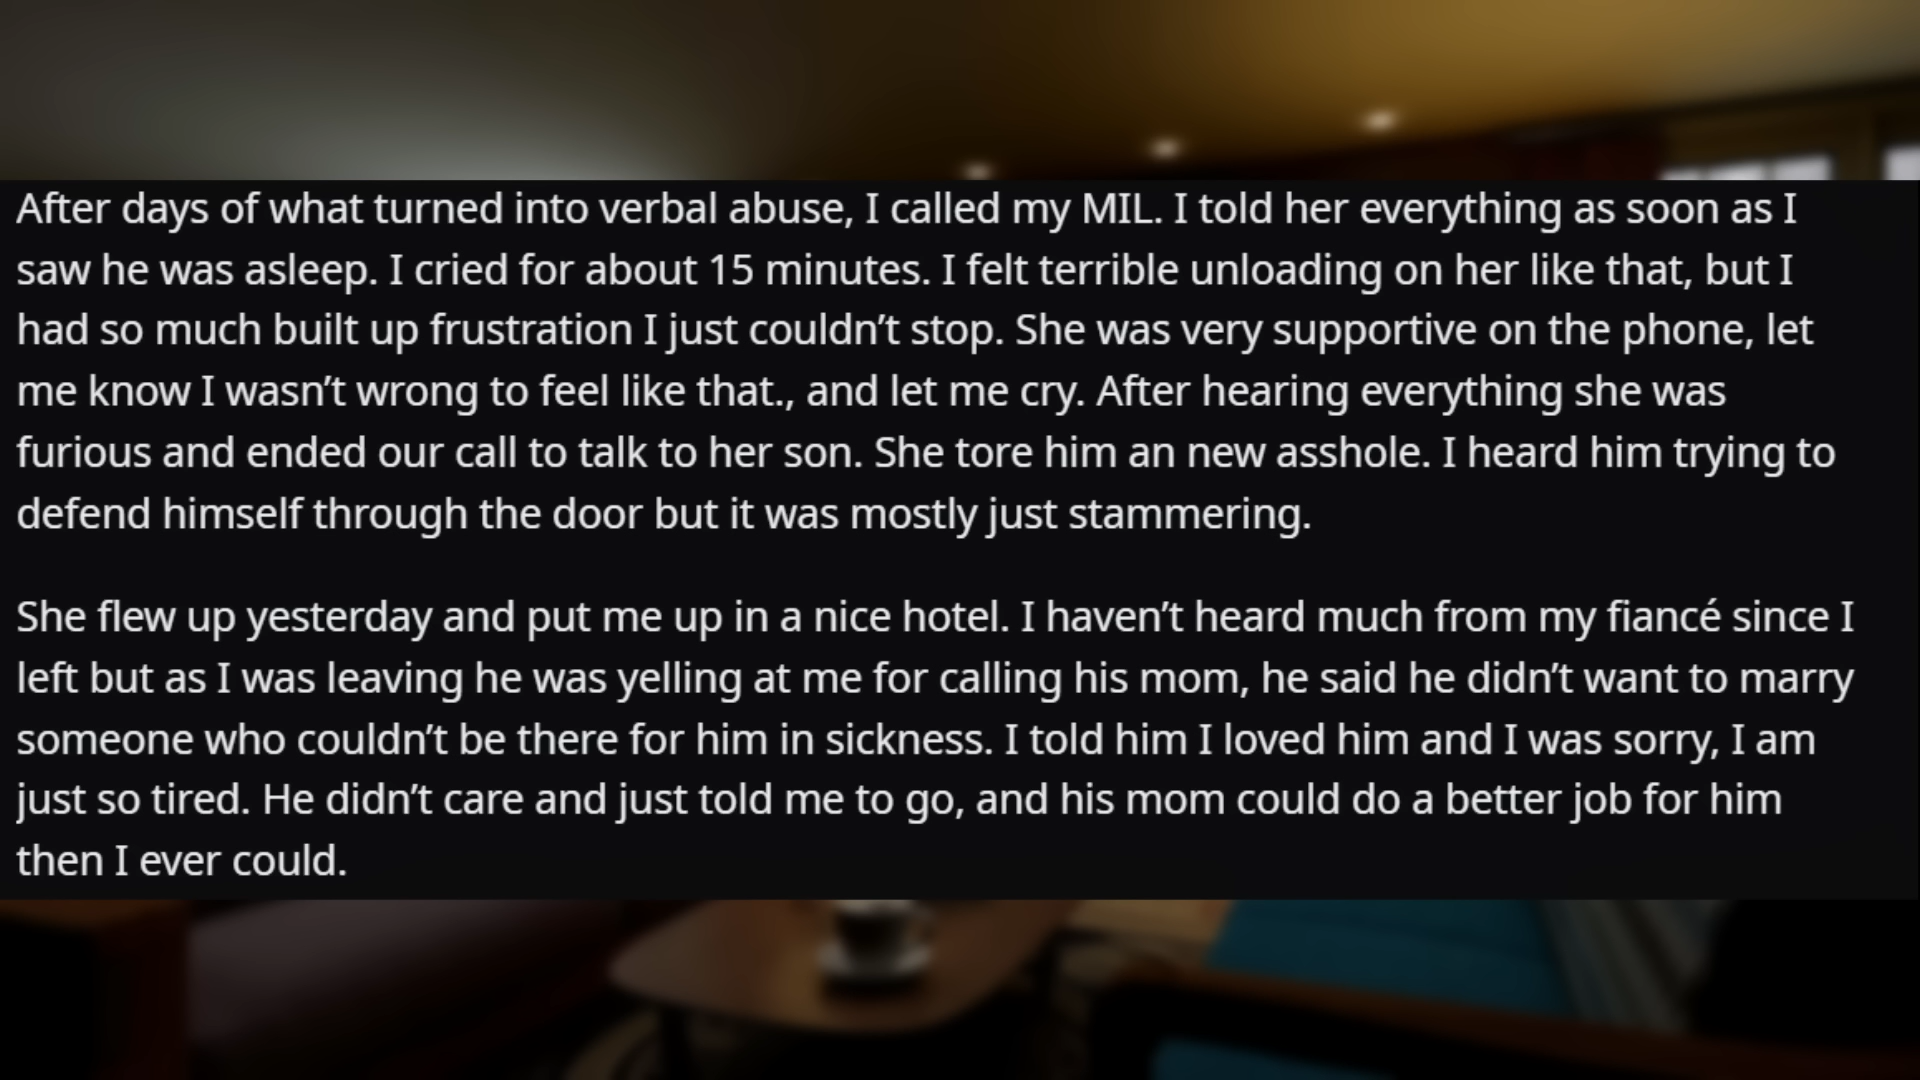 After days of what turned into verbal abuse, I called my MIL. I told her everything as soon as I
saw he was asleep. I cried for about 15 minutes. I felt terrible unloading on her like that, but I
had so much built up frustration I just couldn’t stop. She was very supportive on the phone, let
me know I wasn’t wrong to feel like that., and let me cry. After hearing everything she was
furious and ended our call to talk to her son. She tore him an new asshole. I heard him trying to
defend himself through the door but it was mostly just stammering.
She flew up yesterday and put me up in a nice hotel. I haven’t heard much from my fiancé since I
left but as I was leaving he was yelling at me for calling his mom, he said he didn’t want to marry
someone who couldn’t be there for him in sickness. I told him I loved him and I was sorry, I am
just so tired. He didn’t care and just told me to go, and his mom could do a better job for him
then I ever could.